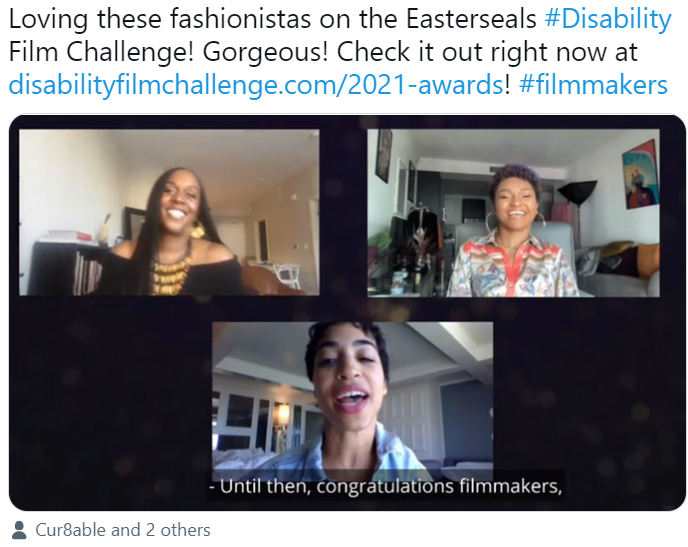 Loving these fashionistas on the Easterseals #Disability
Film Challenge! Gorgeous! Check it out right now at
disabilityfilmchallenge.com/2021-awards! #filmmakers
- Until then, congratulations filmmakers,
Cur8able and 2 others